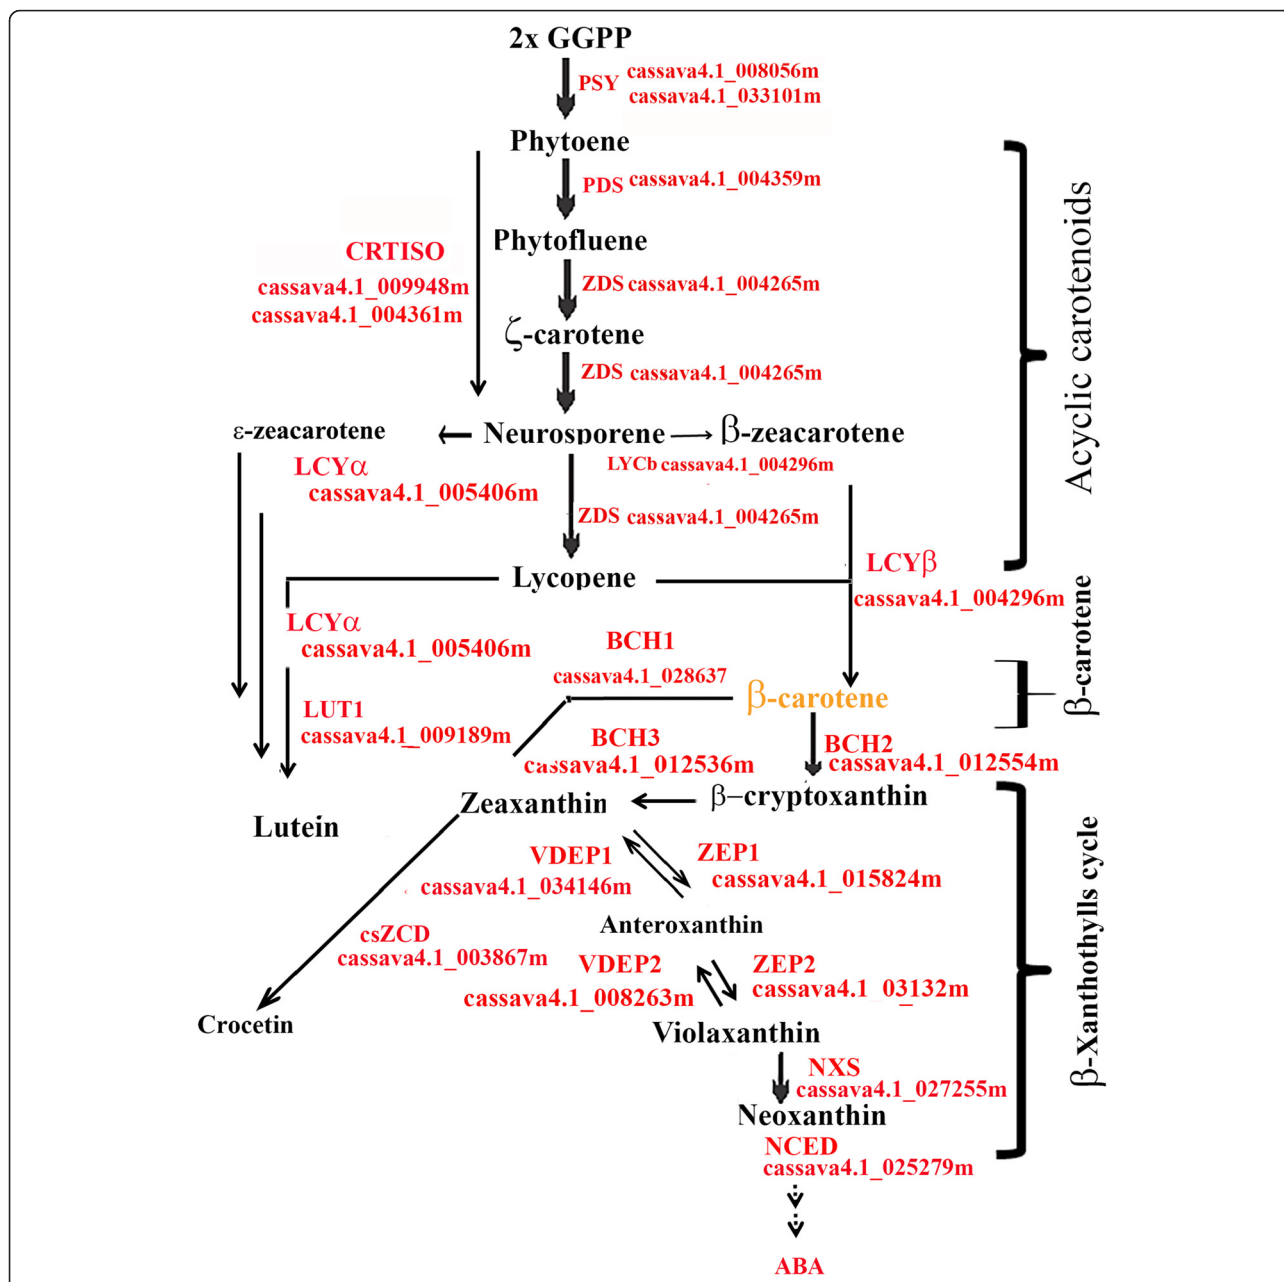 2x GGPP
PSY cassava4.1_008056m
cassava4.1_033101m
Phytoene
PDS cassava4.1_004359m
Phytofluene
CRTISO
cassava4.1_009948m
cassava4.1_004361m
ZDS cassava4.1_004265m
ζ-carotene
ZDS cassava4.1_004265m
ε-zeacarotene
Neurosporene
β-zeacarotene
LCYα
cassava4.1_005406m
LYCb cassava4.1_004296m
ZDS cassava4.1_004265m
Lycopene
LCYβ
cassava4.1_004296m
LCYα
cassava4.1_005406m
BCH1
cassava4.1_028637
β-carotene
LUT1
cassava4.1_009189m
BCH3
cassava4.1_012536m
BCH2
cassava4.1_012554m
Lutein
Zeaxanthin
β–cryptoxanthin
VDEP1
cassava4.1_034146m
ZEP1
cassava4.1_015824m
Anteroxanthin
csZCD
cassava4.1_003867m
VDEP2
cassava4.1_008263m
ZEP2
cassava4.1_03132m
Crocetin
Violaxanthin
NXS
cassava4.1_027255m
Neoxanthin
NCED
cassava4.1_025279m
ABA
Acyclic carotenoids
β-carotene
β-Xanthothylls cycle